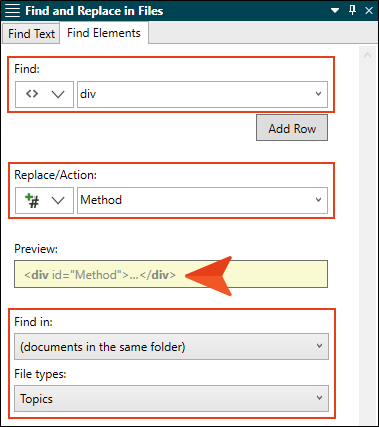 Find and Replace in Files
Find Text Find Elements
Find:
<> div
Add Row
Replace/Action:
# Method
Preview:
<div id="Method">...</div>
Find in:
(documents in the same folder)
File types:
Topics